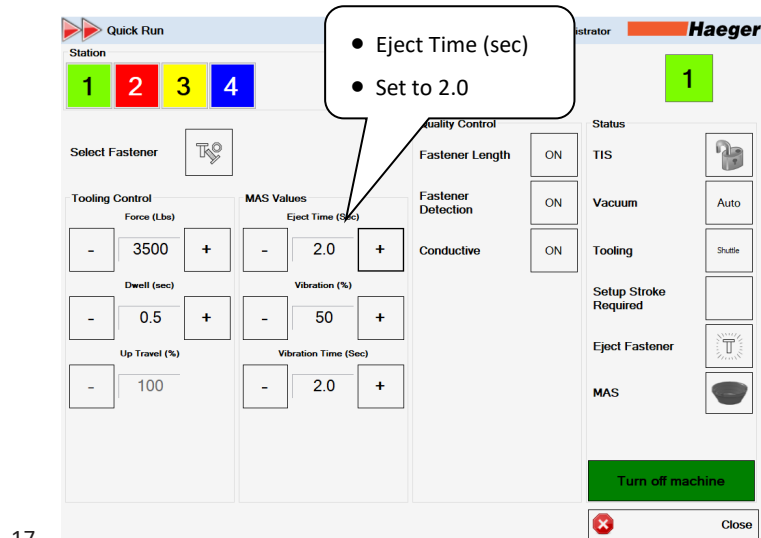 Quick Run
istrator
Haeger
• Eject Time (sec)
• Set to 2.0
Station
1 2 3 4
1
Select Fastener
Quality Control
Fastener Length ON
Fastener Detection ON
Conductive ON
Status
TIS
Vacuum Auto
Tooling Shuttle
Setup Stroke Required
Eject Fastener
MAS
Tooling Control
Force (Lbs)
- 3500 +
Dwell (sec)
- 0.5 +
Up Travel (%)
- 100
MAS Values
Eject Time (Sec)
- 2.0 +
Vibration (%)
- 50 +
Vibration Time (Sec)
- 2.0 +
Turn off machine
Close
17